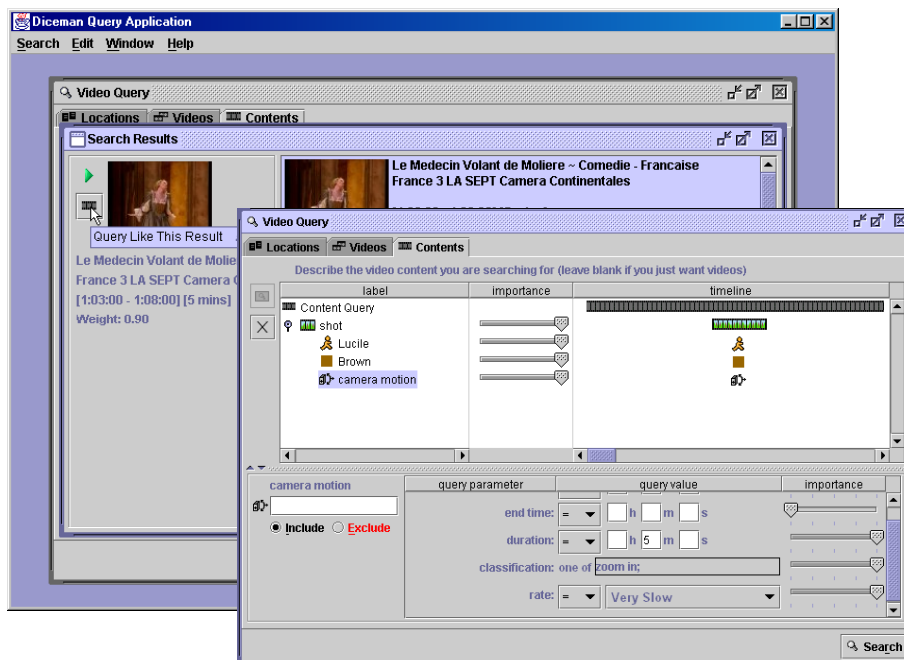 Diceman Query Application
Search Edit Window Help
Video Query
Locations Videos Contents
Search Results
Le Medecin Volant de Moliere ~ Comedie - Francaise
France 3 LA SEPT Camera Continentales
Query Like This Result
Le Medecin Volant de Molie
France 3 LA SEPT Camera
[1:03:00 - 1:08:00] [5 mins]
Weight: 0.90
Video Query
Locations Videos Contents
Describe the video content you are searching for (leave blank if you just want videos)
label importance timeline
Content Query
shot
Lucile
Brown
camera motion
camera motion
Include Exclude
query parameter query value importance
end time: = h m s
duration: = h 5 m s
classification: one of zoom in;
rate: = Very Slow
Search